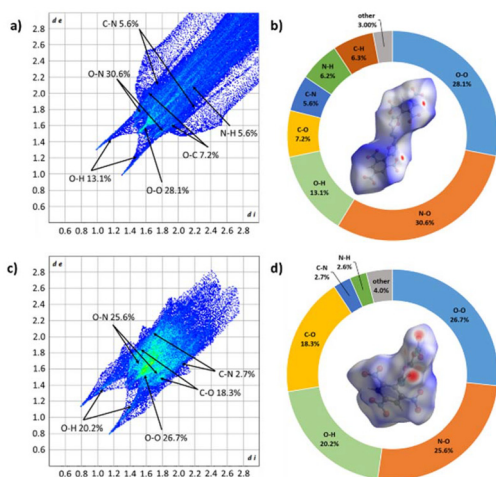 a)
d e
2.8
2.6
2.4
2.2
2.0
1.8
1.6
1.4
1.2
1.0
0.8
0.6
C-N 5.6%
O-N 30.6%
N-H 5.6%
O-C 7.2%
O-H 13.1%
O-O 28.1%
d i
0.6 0.8 1.0 1.2 1.4 1.6 1.8 2.0 2.2 2.4 2.6 2.8
b)
other
3.00%
C-H
6.3%
N-H
6.2%
C-N
5.6%
C-O
7.2%
O-H
13.1%
O-O
28.1%
N-O
30.6%
c)
d e
2.8
2.6
2.4
2.2
2.0
1.8
1.6
1.4
1.2
1.0
0.8
0.6
O-N 25.6%
C-N 2.7%
C-O 18.3%
O-H 20.2%
O-O 26.7%
d i
0.6 0.8 1.0 1.2 1.4 1.6 1.8 2.0 2.2 2.4 2.6 2.8
d)
N-H
2.6%
C-N
2.7%
other
4.0%
C-O
18.3%
O-O
26.7%
O-H
20.2%
N-O
25.6%